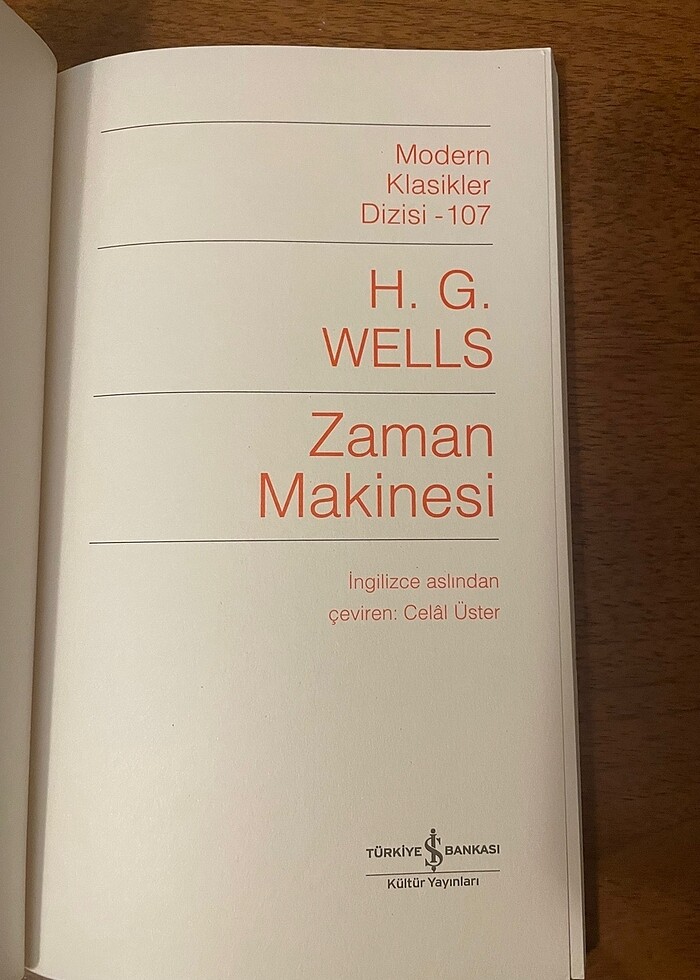 Modern
Klasikler
Dizisi -107
H. G.
WELLS
Zaman
Makinesi
İngilizce aslından
çeviren: Celâl Üster
TÜRKİYE İŞ BANKASI
Kültür Yayınları